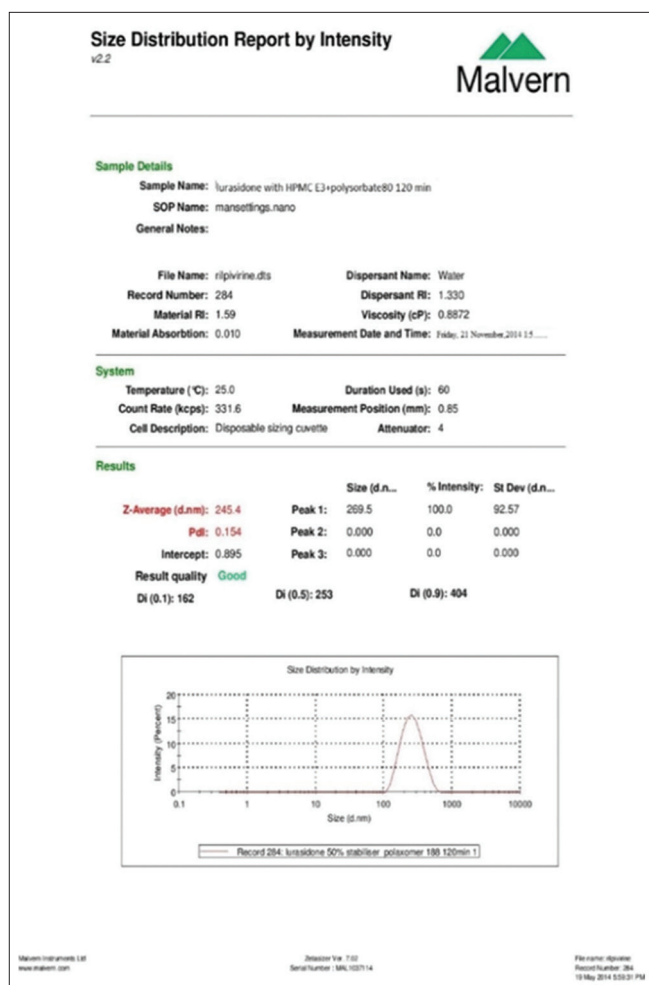 Size Distribution Report by Intensity
v2.2
Malvern
Sample Details
Sample Name: lurasidone with HPMC E3+polysorbate80 120 min
SOP Name: mansettings.nano
General Notes:
File Name: rilpivirine.dts Dispersant Name: Water
Record Number: 284 Dispersant RI: 1.330
Material RI: 1.59 Viscosity (cP): 0.8872
Material Absorbtion: 0.010 Measurement Date and Time: Friday, 21 November,2014 1:5......
System
Temperature (°C): 25.0 Duration Used (s): 60
Count Rate (kcps): 331.6 Measurement Position (mm): 0.85
Cell Description: Disposable sizing cuvette Attenuator: 4
Results
Size (d.n... % Intensity: St Dev (d.n...
Z-Average (d.nm): 245.4 Peak 1: 269.5 100.0 92.57
PdI: 0.154 Peak 2: 0.000 0.0 0.000
Intercept: 0.895 Peak 3: 0.000 0.0 0.000
Result quality Good
Di (0.1): 162 Di (0.5): 253 Di (0.9): 404
Size Distribution by Intensity
Intensity (Percent)
20
15
10
5
0
0.1 1 10 100 1000 10000
Size (d.nm)
Record 284: lurasidone 50% stabiliser polaxomer 188 120min 1
Malvern Instruments Ltd
www.malvern.com
Zetasizer Ver. 7.02
Serial Number : MAL1037114
File name: rilpivirine
Record Number: 284
19 May 2014 5:59:31 PM